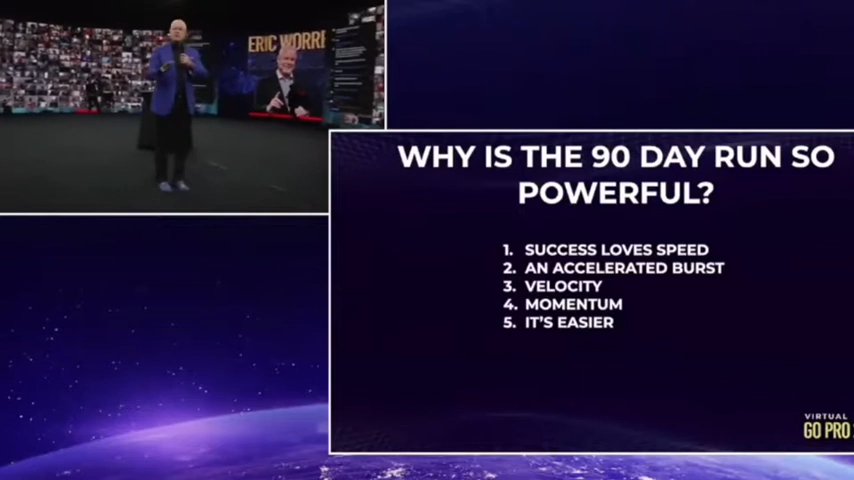 ERIC WORRE
WHY IS THE 90 DAY RUN SO
POWERFUL?
1. SUCCESS LOVES SPEED
2. AN ACCELERATED BURST
3. VELOCITY
4. MOMENTUM
5. IT'S EASIER
VIRTUAL
GO PRO